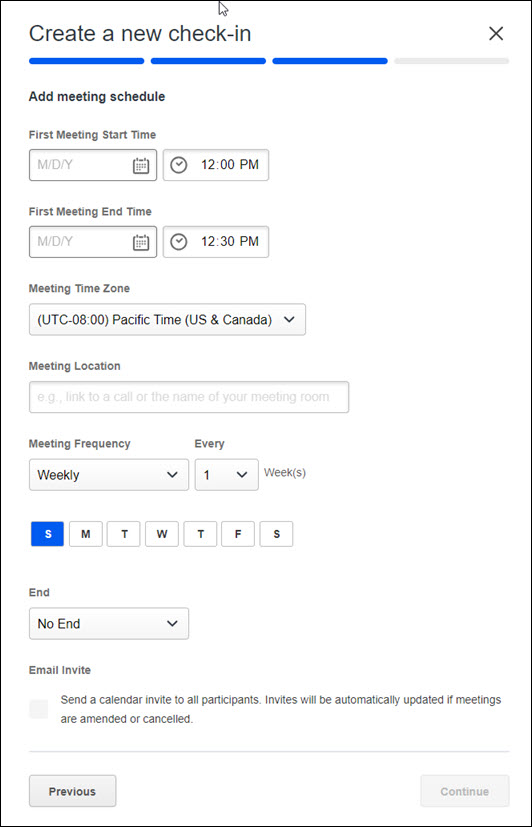 Create a new check-in
Add meeting schedule
First Meeting Start Time
M/D/Y 12:00 PM
First Meeting End Time
M/D/Y 12:30 PM
Meeting Time Zone
(UTC-08:00) Pacific Time (US & Canada)
Meeting Location
e.g., link to a call or the name of your meeting room
Meeting Frequency Every
Weekly 1 Week(s)
S M T W T F S
End
No End
Email Invite
Send a calendar invite to all participants. Invites will be automatically updated if meetings
are amended or cancelled.
Previous Continue